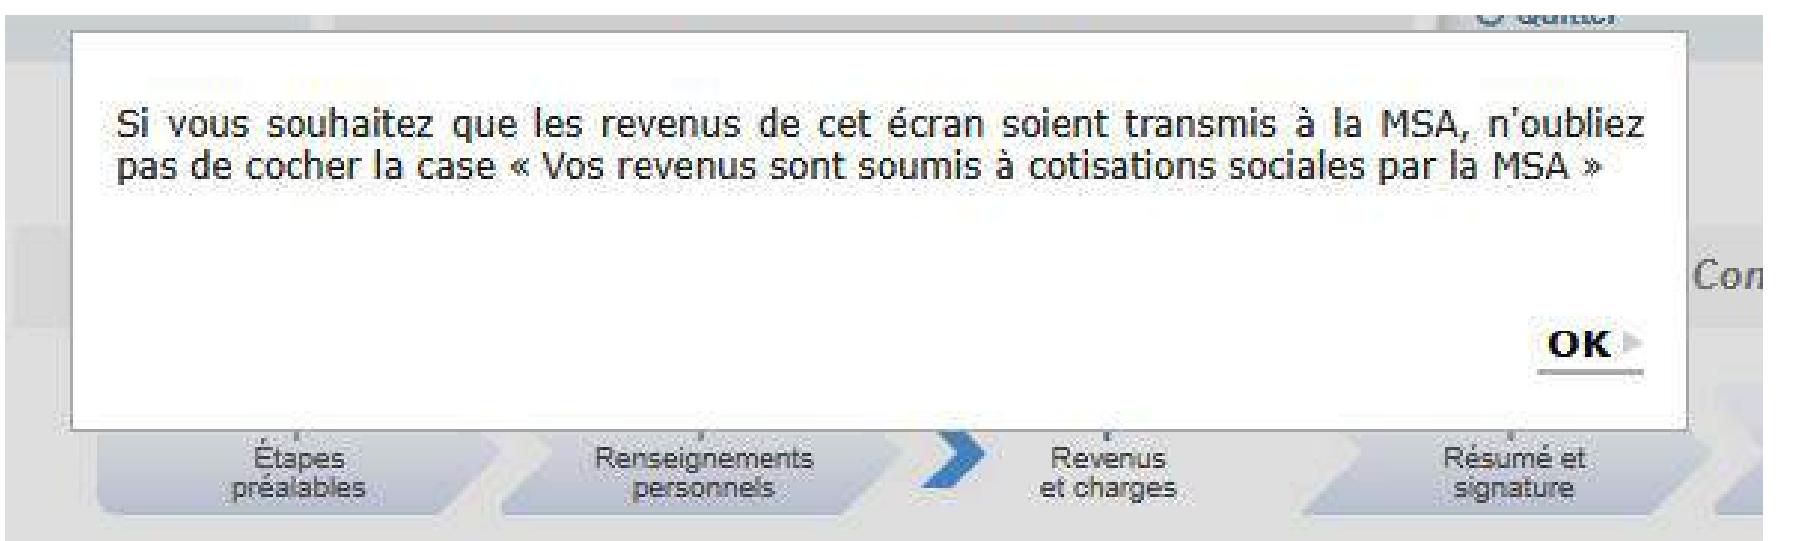 Quitter
Si vous souhaitez que les revenus de cet écran soient transmis à la MSA, n'oubliez
pas de cocher la case « Vos revenus sont soumis à cotisations sociales par la MSA »
Con
OK
Étapes
préalables
Renseignements
personnels
Revenus
et charges
Résumé et
signature